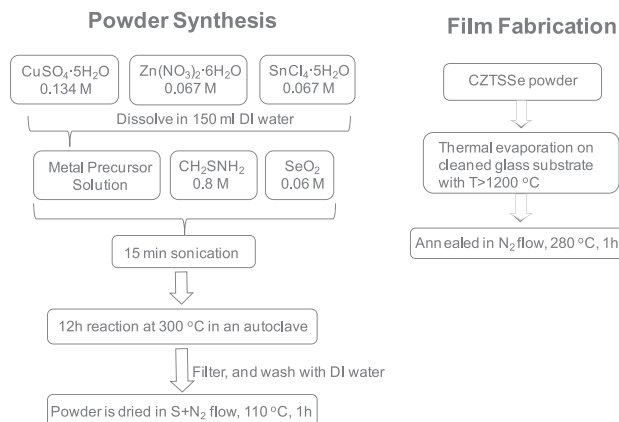 Powder Synthesis
CuSO₄·5H₂O
0.134 M
Zn(NO₃)₂·6H₂O
0.067 M
SnCl₄·5H₂O
0.067 M
Dissolve in 150 ml DI water
Metal Precursor
Solution
CH₂SNH₂
0.8 M
SeO₂
0.06 M
15 min sonication
12h reaction at 300 °C in an autoclave
Filter, and wash with DI water
Powder is dried in S+N₂ flow, 110 °C, 1h
Film Fabrication
CZTSSe powder
Thermal evaporation on
cleaned glass substrate
with T>1200 °C
Annealed in N₂ flow, 280 °C, 1h